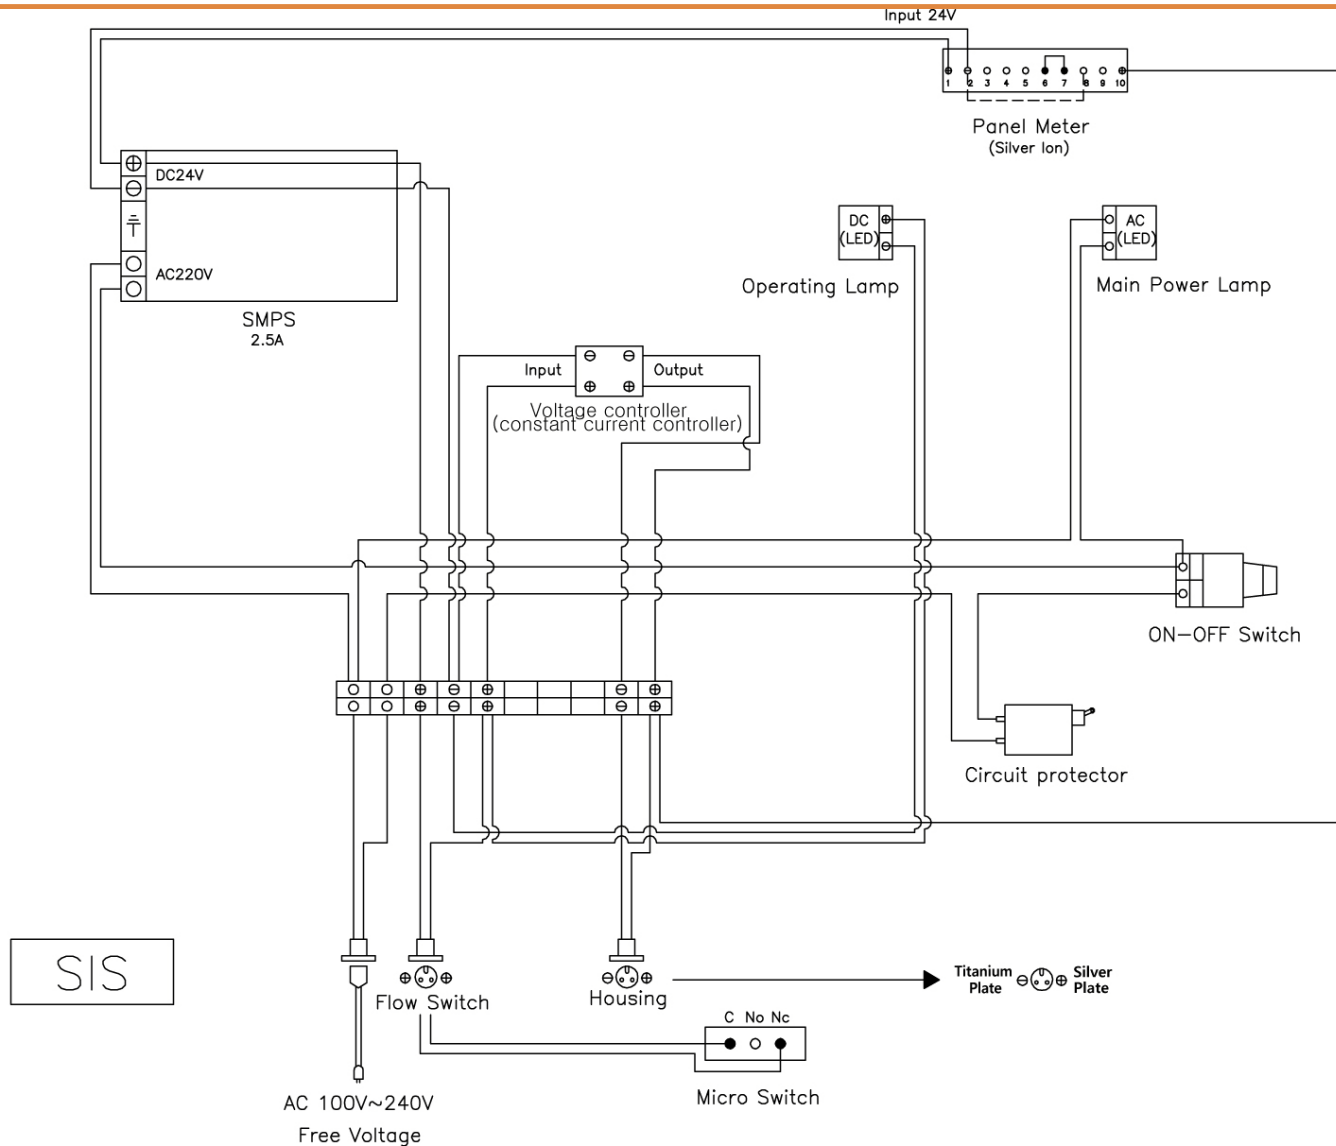 Input 24V
1 2 3 4 5 6 7 8 9 10
Panel Meter
(Silver Ion)
DC24V
AC220V
SMPS
2.5A
DC
(LED)
Operating Lamp
AC
(LED)
Main Power Lamp
Input
Output
Voltage controller
(constant current controller)
ON-OFF Switch
Circuit protector
SIS
Flow Switch
Housing
Titanium
Plate
Silver
Plate
C No Nc
Micro Switch
AC 100V~240V
Free Voltage